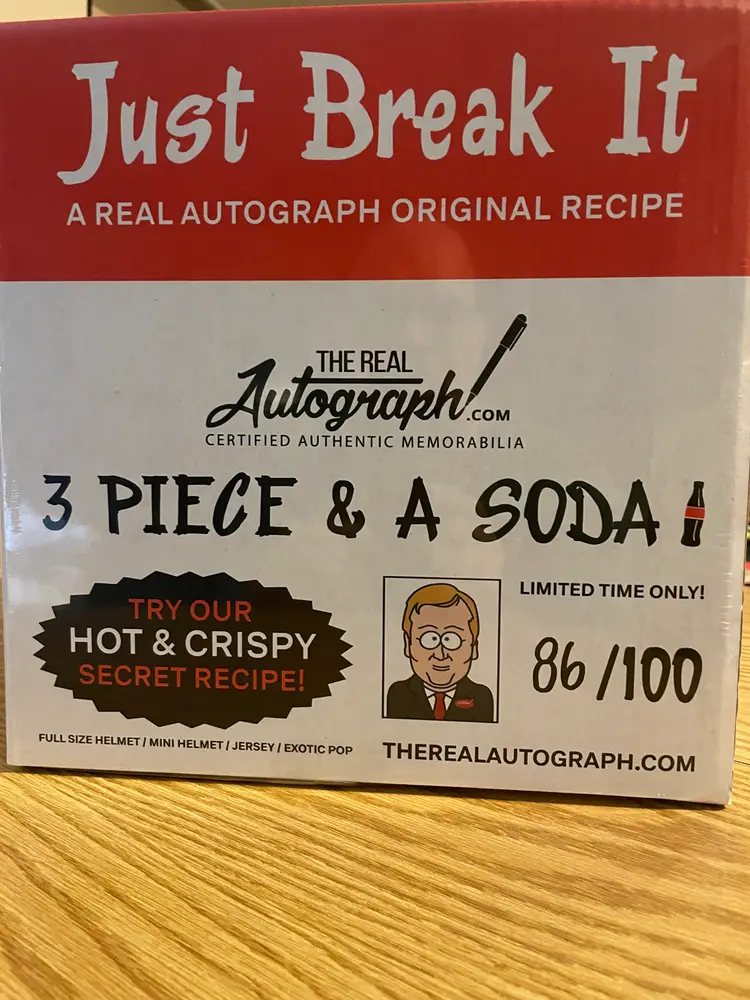 Just Break It
A REAL AUTOGRAPH ORIGINAL RECIPE
THE REAL
Autograph.COM
CERTIFIED AUTHENTIC MEMORABILIA
3 PIECE & A SODA
TRY OUR
HOT & CRISPY
SECRET RECIPE!
FULL SIZE HELMET / MINI HELMET / JERSEY / EXOTIC POP
LIMITED TIME ONLY!
86/100
THEREALAUTOGRAPH.COM